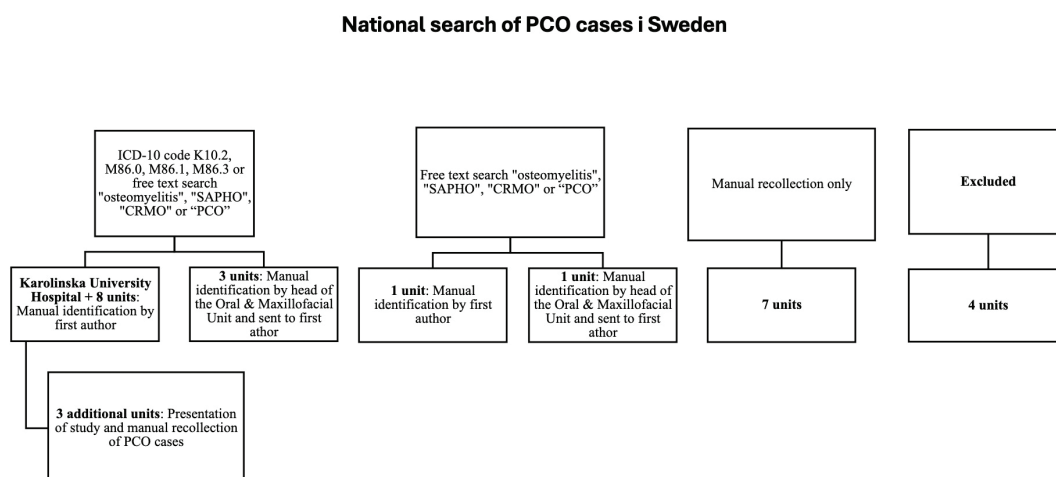 National search of PCO cases i Sweden
ICD-10 code K10.2,
M86.0, M86.1, M86.3 or
free text search
"osteomyelitis", "SAPHO",
"CRMO" or “PCO”
Free text search "osteomyelitis",
"SAPHO", "CRMO" or “PCO”
Manual recollection only
Excluded
Karolinska University
Hospital + 8 units:
Manual identification by
first author
3 units: Manual
identification by head of
the Oral & Maxillofacial
Unit and sent to first
athor
1 unit: Manual
identification by first
author
1 unit: Manual
identification by head of
the Oral & Maxillofacial
Unit and sent to first
athor
7 units
4 units
3 additional units: Presentation
of study and manual recollection
of PCO cases